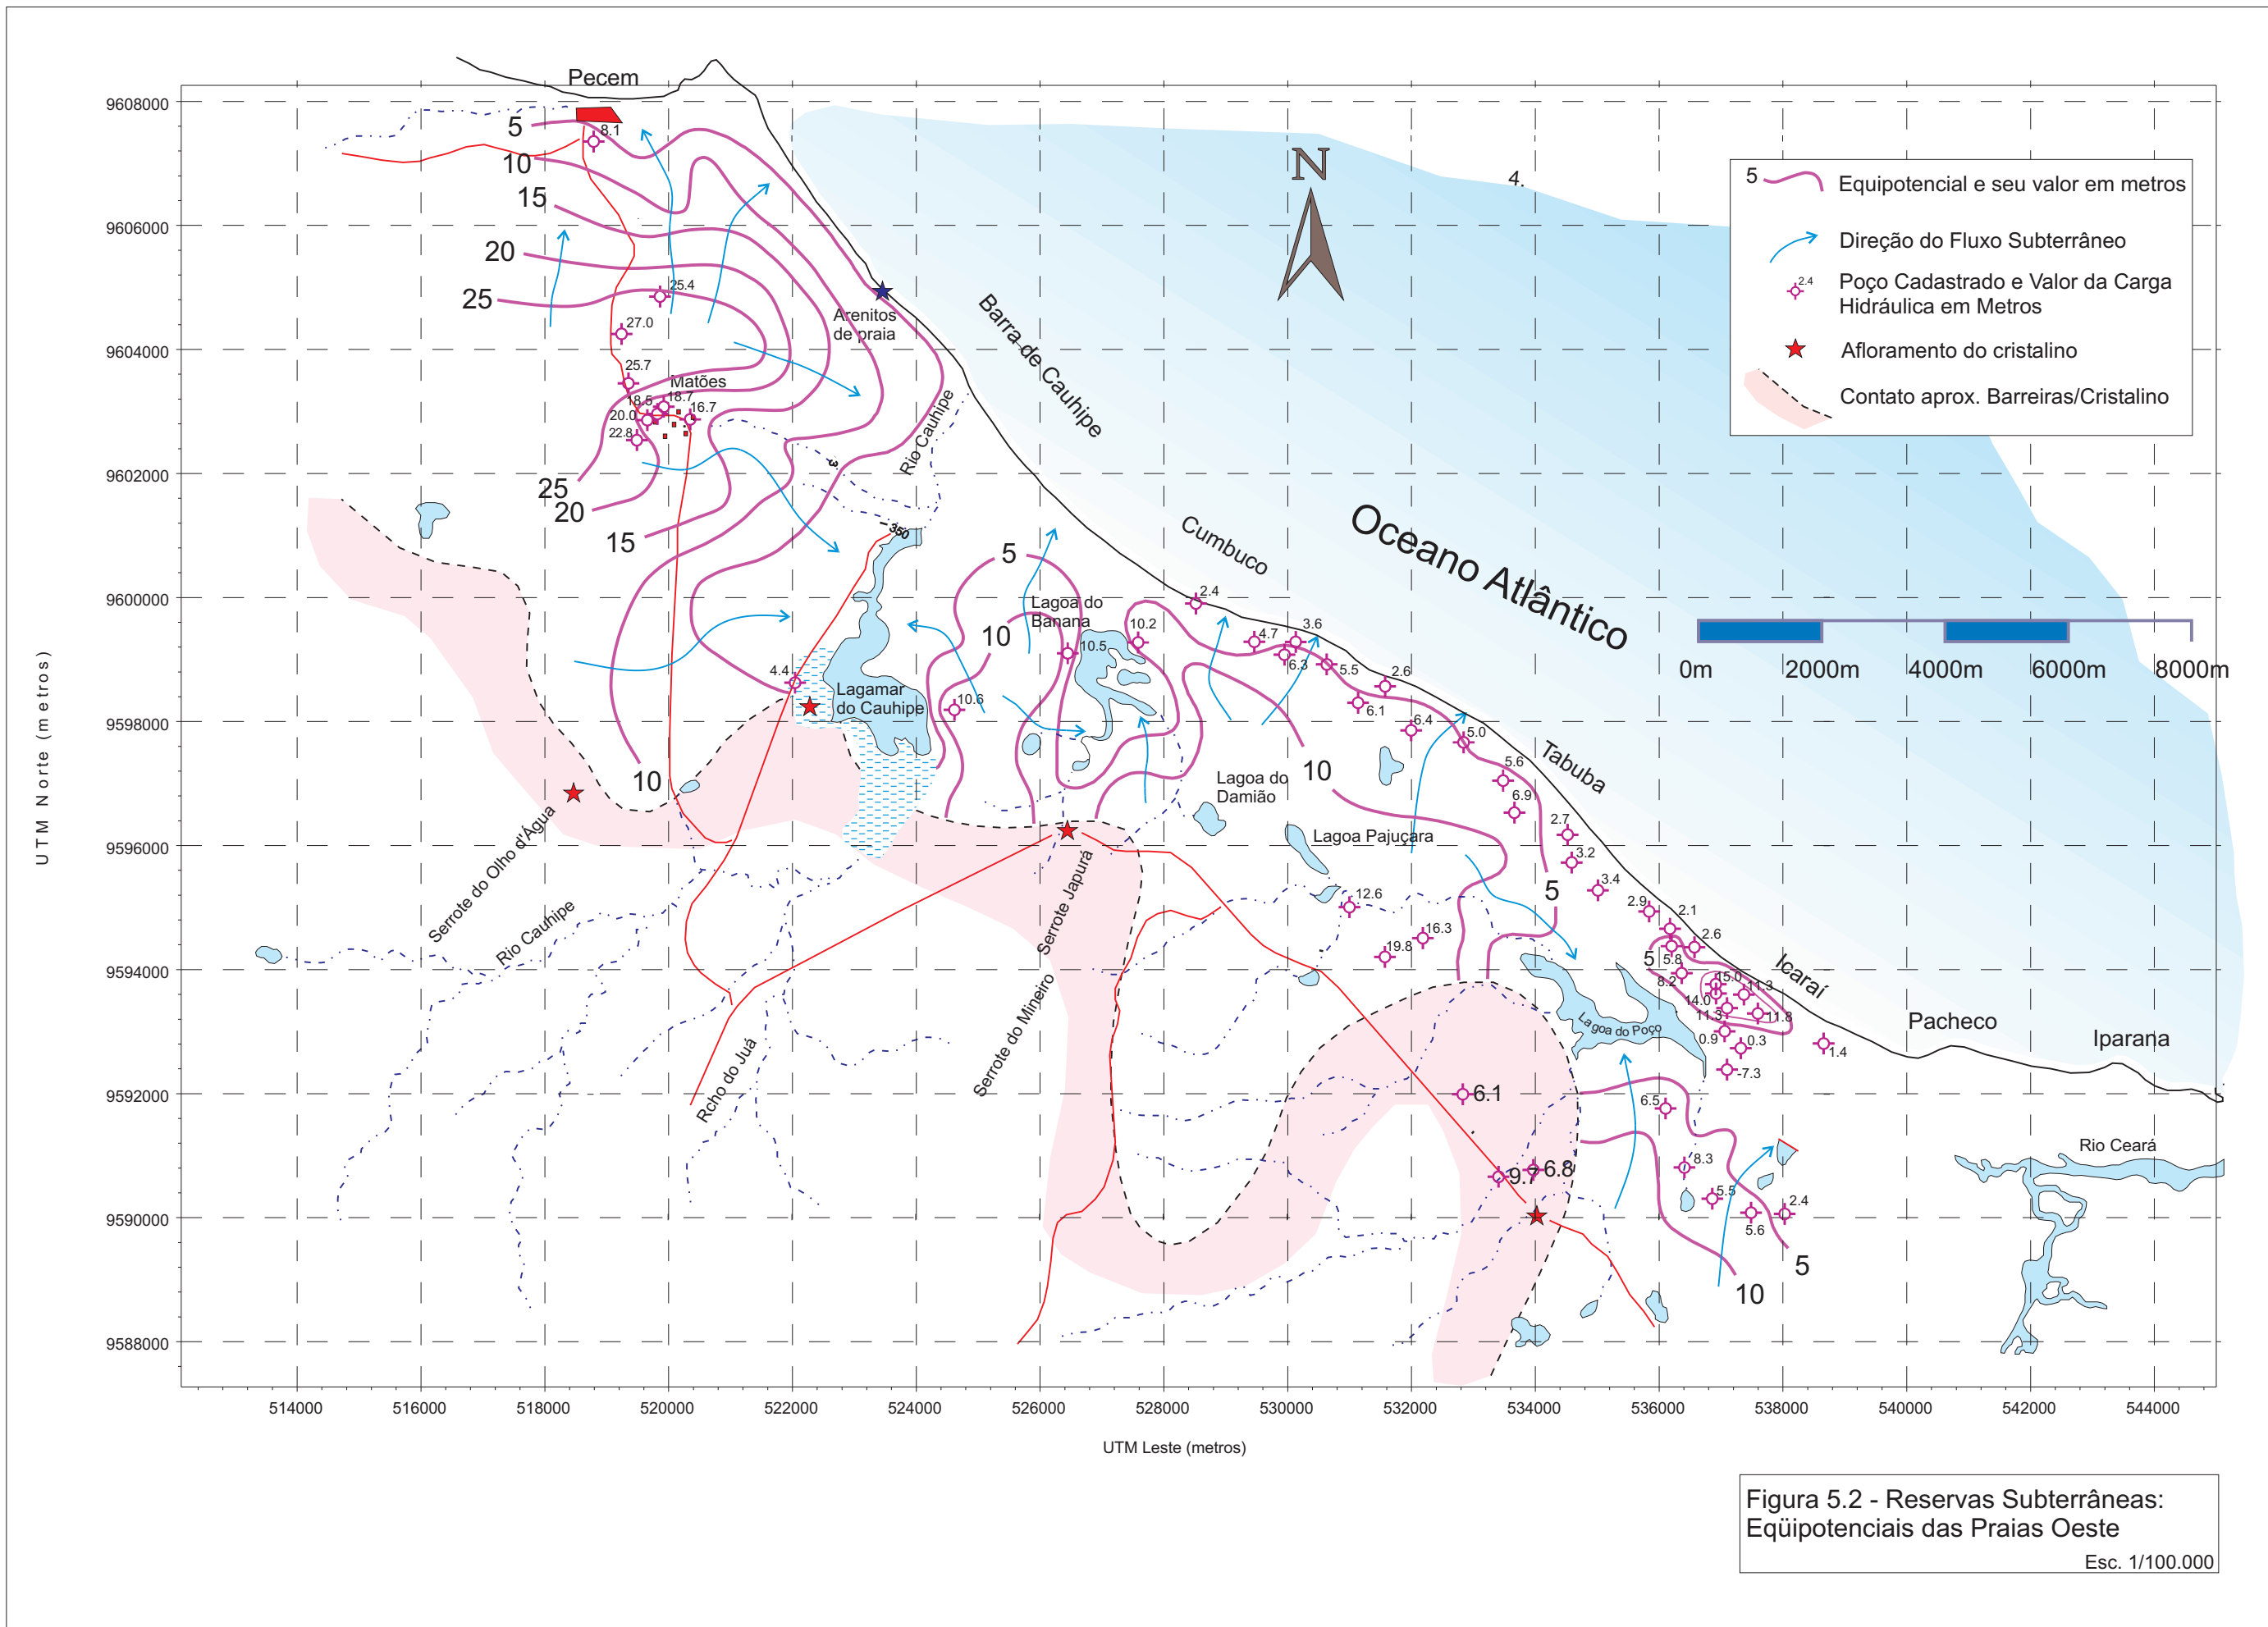 Pecem
9608000
9606000
9604000
9602000
9600000
9598000
9596000
9594000
9592000
9590000
9588000
UTM Norte (metros)
5
10
15
20
25
8.1
25.4
27.0
25.7
Matões
18.5
18.7
16.7
20.0
22.8
25
20
15
10
Arenitos
de praia
Rio Cauhipe
3.
350
4.
N
Barra de Cauhipe
Cumbuco
Oceano Atlântico
Tabuba
Icaraí
Pacheco
Iparana
5
Equipotencial e seu valor em metros
Direção do Fluxo Subterrâneo
2.4
Poço Cadastrado e Valor da Carga
Hidráulica em Metros
Afloramento do cristalino
Contato aprox. Barreiras/Cristalino
0m
2000m
4000m
6000m
8000m
5
Lagoa do
Banana
10
10.5
10.2
2.4
4.7
3.6
6.3
5.5
2.6
6.1
6.4
5.0
5.6
6.9
2.7
3.2
3.4
2.9
2.1
2.6
4.4
Lagamar
do Cauhipe
10.6
10
Lagoa do
Damião
Lagoa Pajuçara
5
12.6
16.3
19.8
5
5.8
8.2
15.0
14.0
11.3
11.3
11.8
0.9
0.3
-7.3
1.4
Lagoa do Poço
Serrote do Olho d'Água
Rio Cauhipe
Rcho do Juá
Serrote do Mineiro
Serrote Japurá
6.1
9.7
6.8
6.5
8.3
5.5
5.6
2.4
5
10
Rio Ceará
514000
516000
518000
520000
522000
524000
526000
528000
530000
532000
534000
536000
538000
540000
542000
544000
UTM Leste (metros)
Figura 5.2 - Reservas Subterrâneas:
Eqüipotenciais das Praias Oeste
Esc. 1/100.000